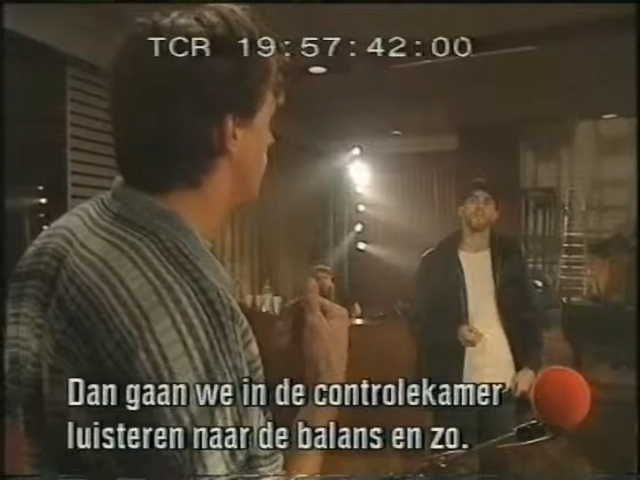 TCR 19:57:42:00
Dan gaan we in de controlekamer
luisteren naar de balans en zo.